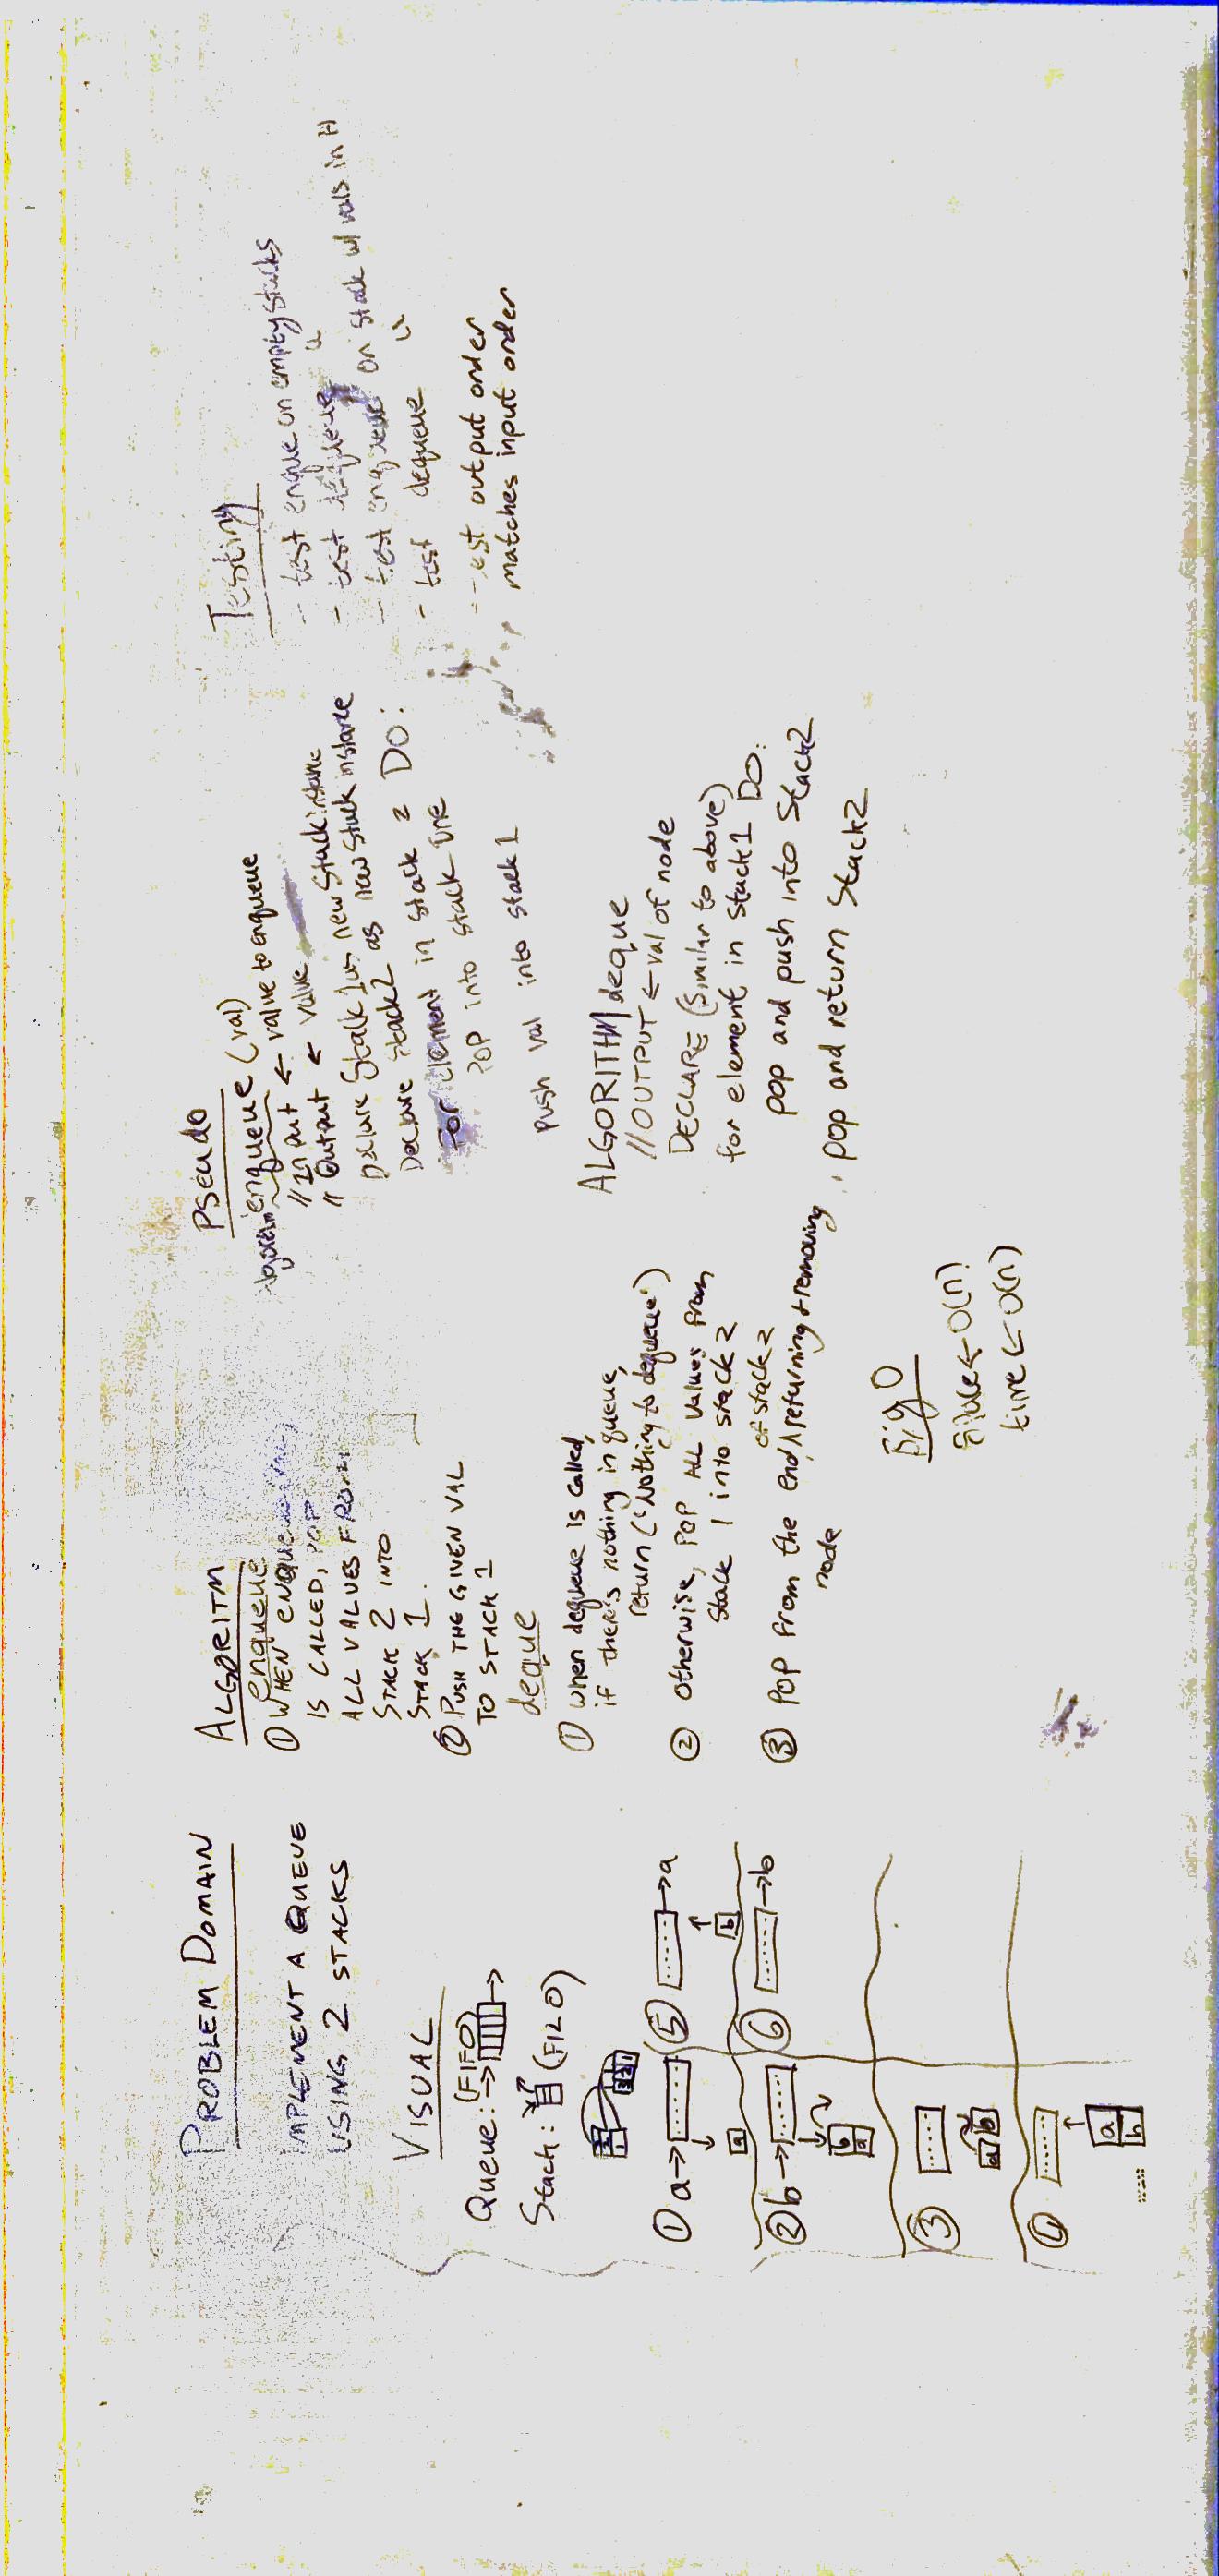 PROBLEM DOMAIN
IMPLEMENT A QUEUE
USING 2 STACKS
VISUAL
Queue: (FIFO)
Stack: (FILO)
① a→
a
② b→
b
a
③
a b
④
a
b
⑤ →a
b
⑥ →b
ALGORITM
enqueue
① WHEN ENQUEUE (val)
IS CALLED, POP
ALL VALUES FROM
STACK 2 INTO
STACK 1.
② PUSH THE GIVEN VAL
TO STACK 1
deque
① when dequeue is called,
if there's nothing in queue,
return ("Nothing to dequeue")
② otherwise, POP ALL values from
stack 1 into stack 2
③ POP from the end of stack 2, returning + removing
node
Big O
time ← O(n)
PSEUDO
Algorithm enqueue (val)
// Input ← value to enqueue
// Output ← value
Declare Stack 1 as new Stack instance
Declare stack2 as new stack instance
For element in stack 2 DO:
POP into stack one
push val into stack 1
ALGORITHM deque
// OUTPUT ← val of node
DECLARE (similar to above)
for element in stack 1 DO:
pop and push into Stack2
pop and return Stack2
Testing
- test enque on empty stacks
- test dequeue "
- test enqueue on stack w/ vals in it
- test dequeue "
- test output order
matches input order